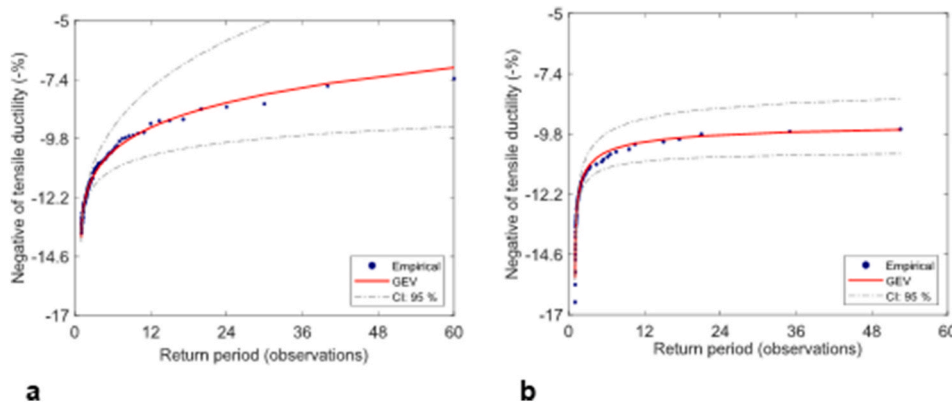 -5
-7.4
-9.8
-12.2
-14.6
-17
Negative of tensile ductility (-%)
Empirical
GEV
CI: 95 %
0 12 24 36 48 60
Return period (observations)
a
-5
-7.4
-9.8
-12.2
-14.6
-17
Negative of tensile ductility (-%)
Empirical
GEV
CI: 95 %
0 12 24 36 48 60
Return period (observations)
b